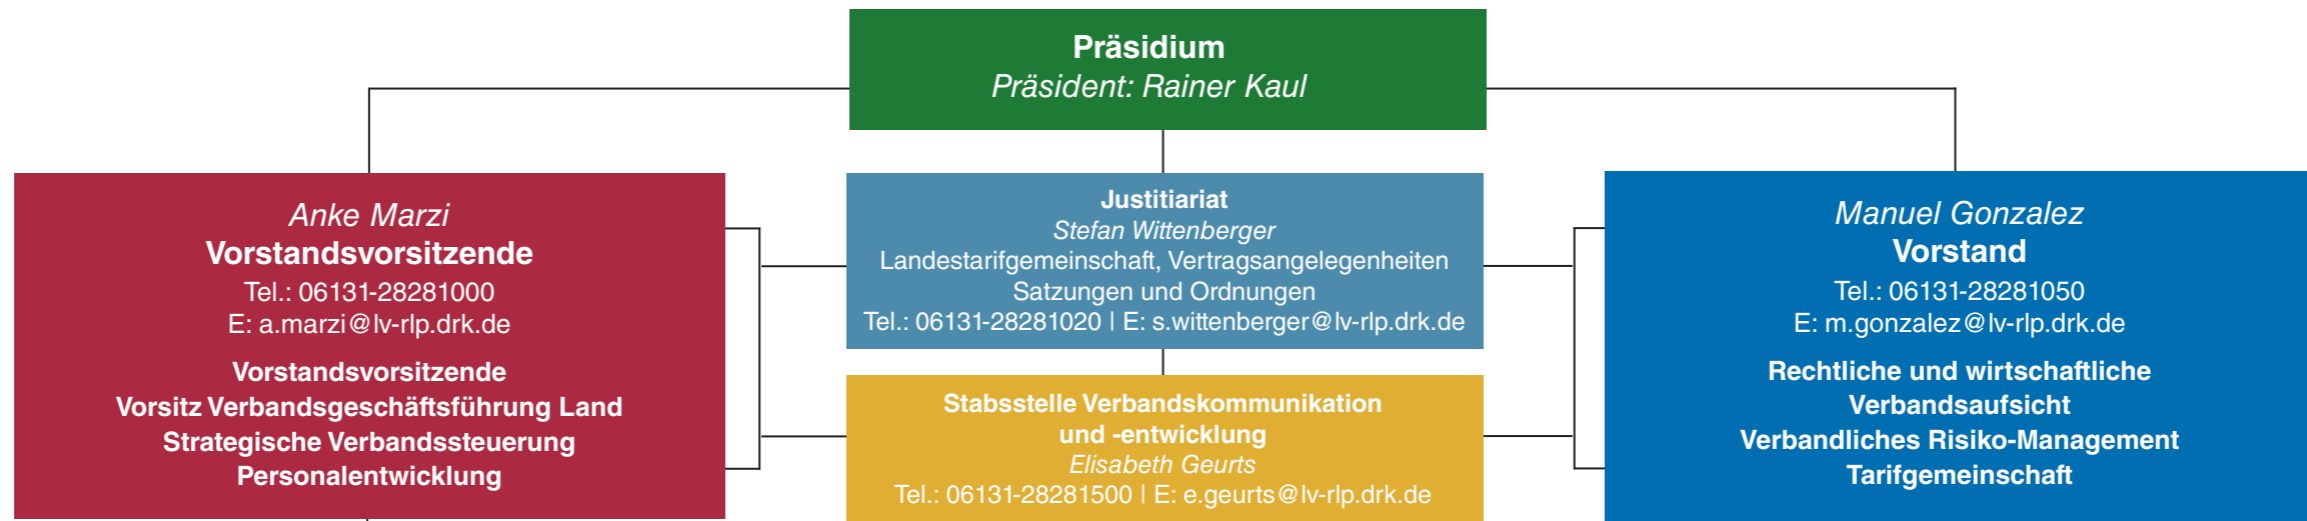 Präsidium
Präsident: Rainer Kaul
Anke Marzi
Vorstandsvorsitzende
Tel.: 06131-28281000
E: a.marzi@lv-rlp.drk.de
Vorstandsvorsitzende
Vorsitz Verbandsgeschäftsführung Land
Strategische Verbandssteuerung
Personalentwicklung
Justitiariat
Stefan Wittenberger
Landestarifgemeinschaft, Vertragsangelegenheiten
Satzungen und Ordnungen
Tel.: 06131-28281020 | E: s.wittenberger@lv-rlp.drk.de
Stabsstelle Verbandskommunikation
und -entwicklung
Elisabeth Geurts
Tel.: 06131-28281500 | E: e.geurts@lv-rlp.drk.de
Manuel Gonzalez
Vorstand
Tel.: 06131-28281050
E: m.gonzalez@lv-rlp.drk.de
Rechtliche und wirtschaftliche
Verbandsaufsicht
Verbandliches Risiko-Management
Tarifgemeinschaft